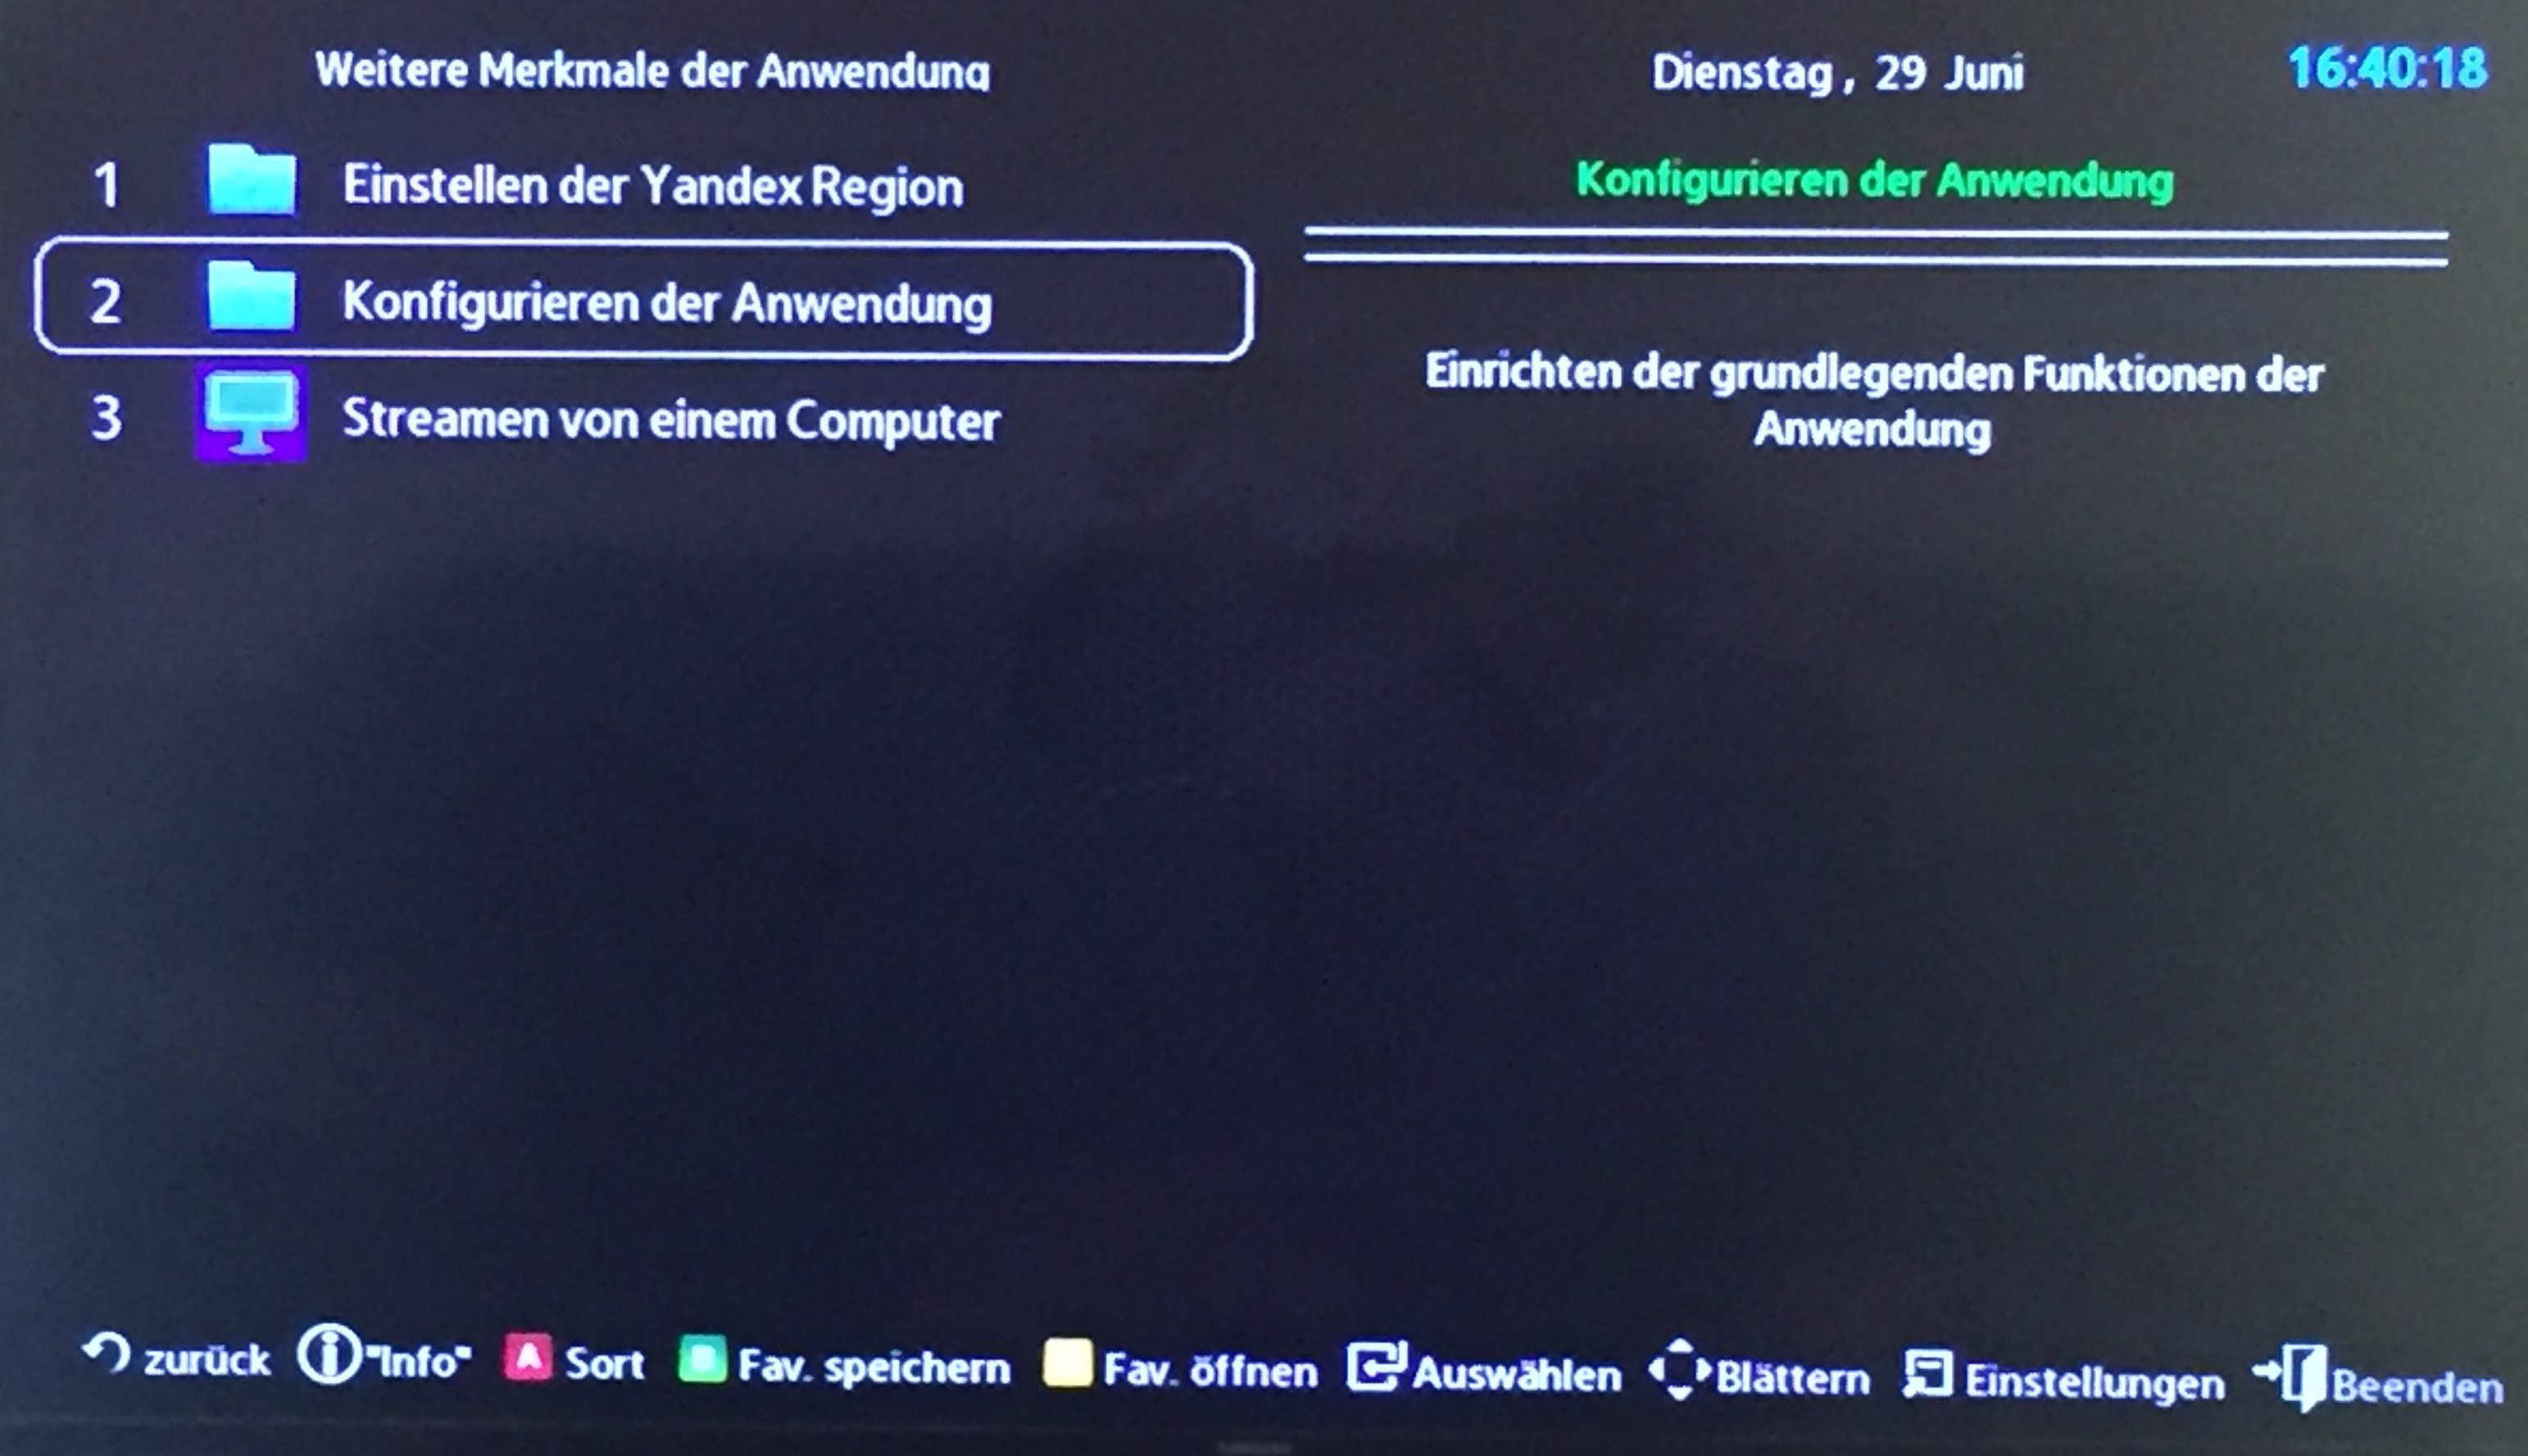 Weitere Merkmale der Anwendung
Dienstag, 29 Juni
16:40:18
1 Einstellen der Yandex Region
2 Konfigurieren der Anwendung
3 Streamen von einem Computer
Konfigurieren der Anwendung
Einrichten der grundlegenden Funktionen der
Anwendung
zurück "Info" A Sort B Fav. speichern Fav. öffnen Auswählen Blättern Einstellungen Beenden